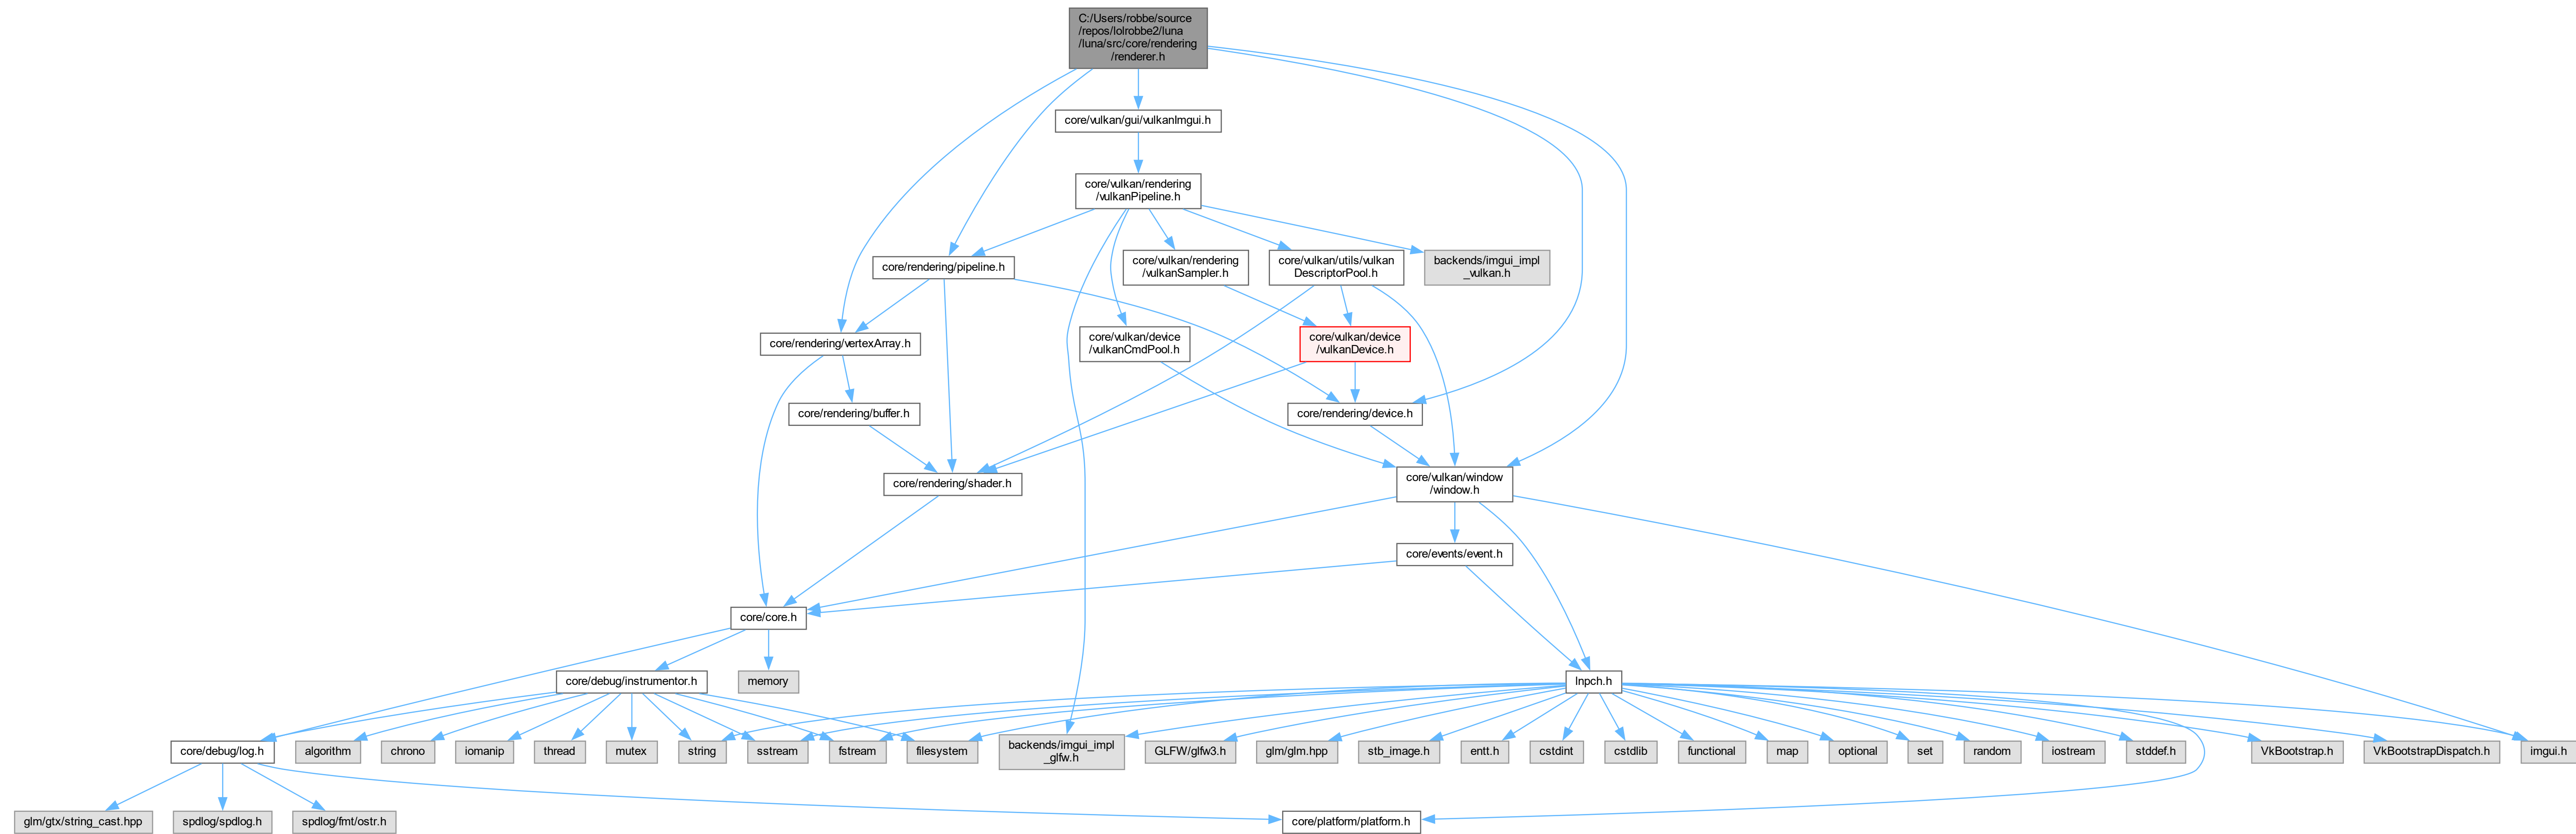 C:/Users/robbe/source
/repos/lolrobbe2/luna
/luna/src/core/rendering
/renderer.h
core/vulkan/gui/vulkanImgui.h
core/vulkan/rendering
/vulkanPipeline.h
core/rendering/pipeline.h
core/vulkan/rendering
/vulkanSampler.h
core/vulkan/utils/vulkan
DescriptorPool.h
backends/imgui_impl
_vulkan.h
core/rendering/vertexArray.h
core/vulkan/device
/vulkanCmdPool.h
core/vulkan/device
/vulkanDevice.h
core/rendering/buffer.h
core/rendering/device.h
core/rendering/shader.h
core/vulkan/window
/window.h
core/events/event.h
core/core.h
core/debug/instrumentor.h
memory
lnpch.h
core/debug/log.h
algorithm
chrono
iomanip
thread
mutex
string
sstream
fstream
filesystem
backends/imgui_impl
_glfw.h
GLFW/glfw3.h
glm/glm.hpp
stb_image.h
entt.h
cstdint
cstdlib
functional
map
optional
set
random
iostream
stddef.h
VkBootstrap.h
VkBootstrapDispatch.h
imgui.h
glm/gtx/string_cast.hpp
spdlog/spdlog.h
spdlog/fmt/ostr.h
core/platform/platform.h